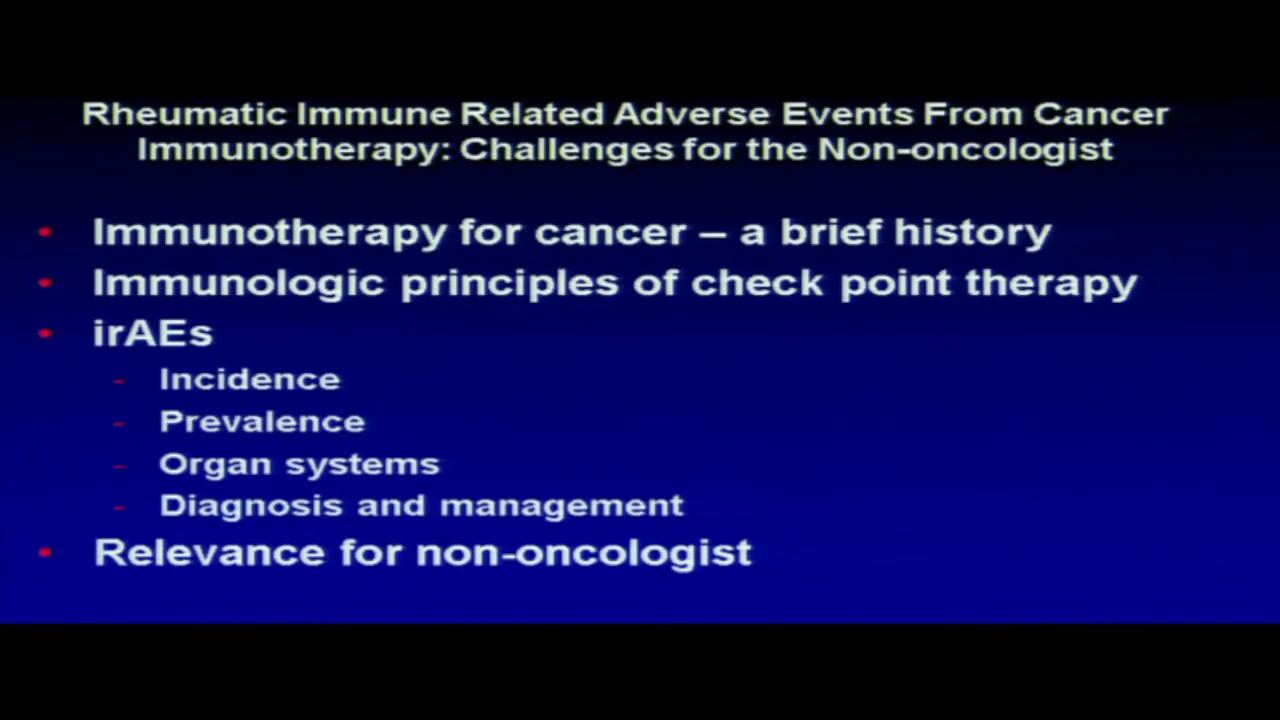 Rheumatic Immune Related Adverse Events From Cancer
Immunotherapy: Challenges for the Non-oncologist
• Immunotherapy for cancer – a brief history
• Immunologic principles of check point therapy
• irAEs
- Incidence
- Prevalence
- Organ systems
- Diagnosis and management
• Relevance for non-oncologist